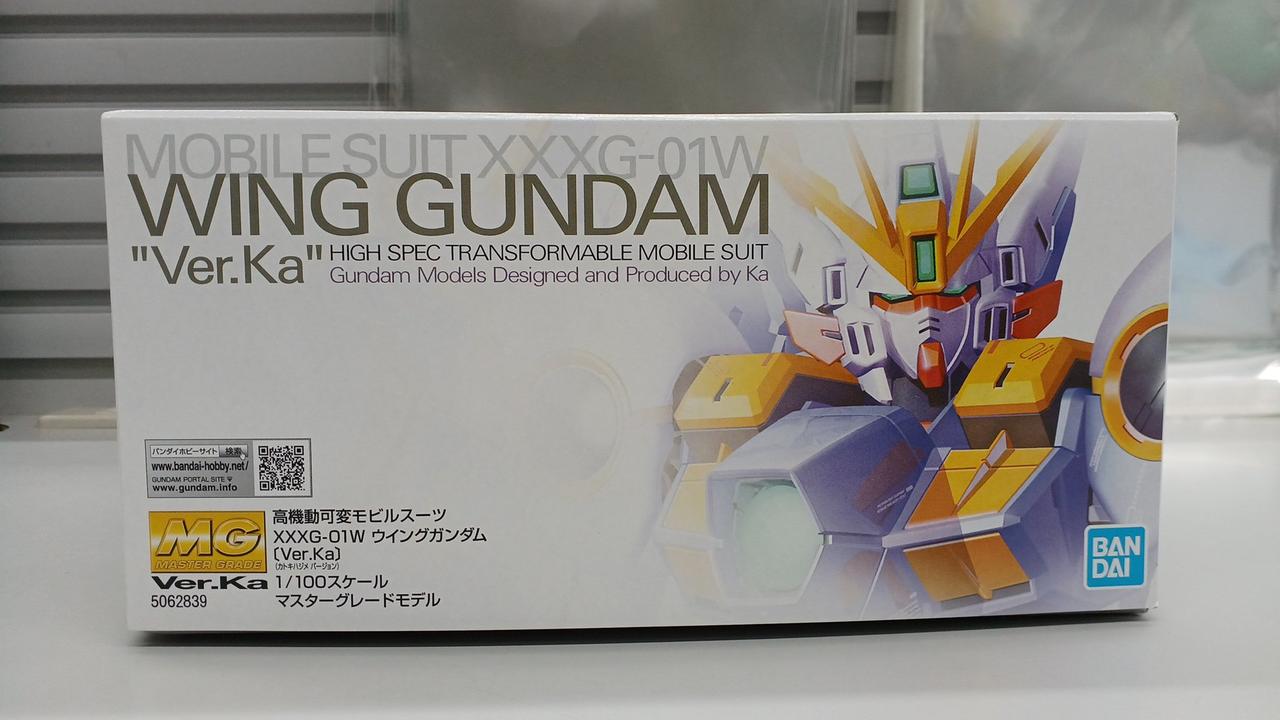 MOBILE SUIT XXXG-01W
WING GUNDAM
"Ver.Ka"
HIGH SPEC TRANSFORMABLE MOBILE SUIT
Gundam Models Designed and Produced by Ka
バンダイホビーサイト 検索
www.bandai-hobby.net/
GUNDAM PORTAL SITE
www.gundam.info
MG
MASTER GRADE
Ver.Ka
5062839
高機動可変モビルスーツ
XXXG-01W ウイングガンダム
〔Ver.Ka〕
(カトキハジメ バージョン)
1/100スケール
マスターグレードモデル
BAN
DAI